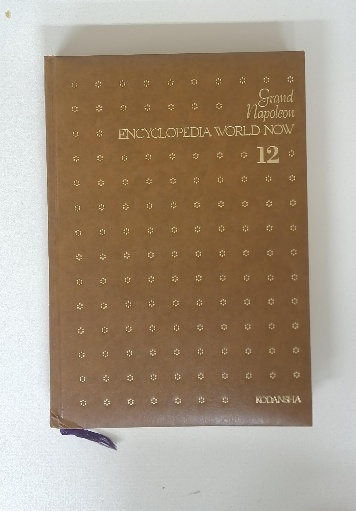 Grand
Napoleon
ENCYCLOPEDIA WORLD NOW
12
KODANSHA